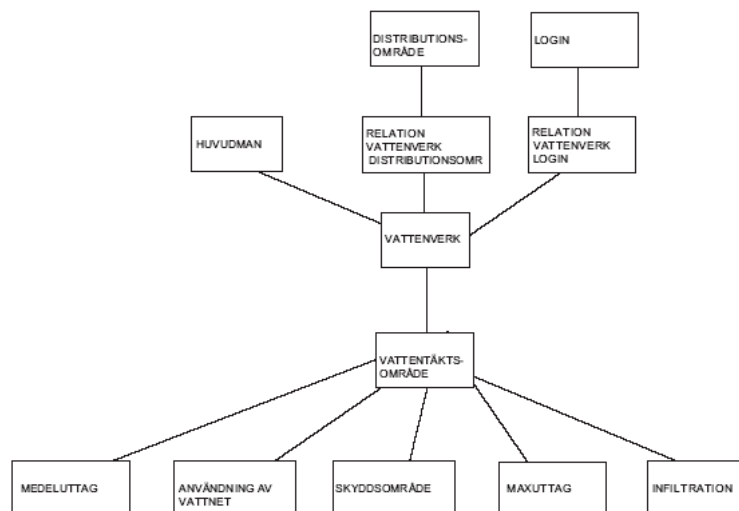 DISTRIBUTIONS-
OMRÅDE
LOGIN
HUVUDMAN
RELATION
VATTENVERK
DISTRIBUTIONSOMR
RELATION
VATTENVERK
LOGIN
VATTENVERK
VATTENTÄKTS-
OMRÅDE
MEDELUTTAG
ANVÄNDNING AV
VATTNET
SKYDDSOMRÅDE
MAXUTTAG
INFILTRATION